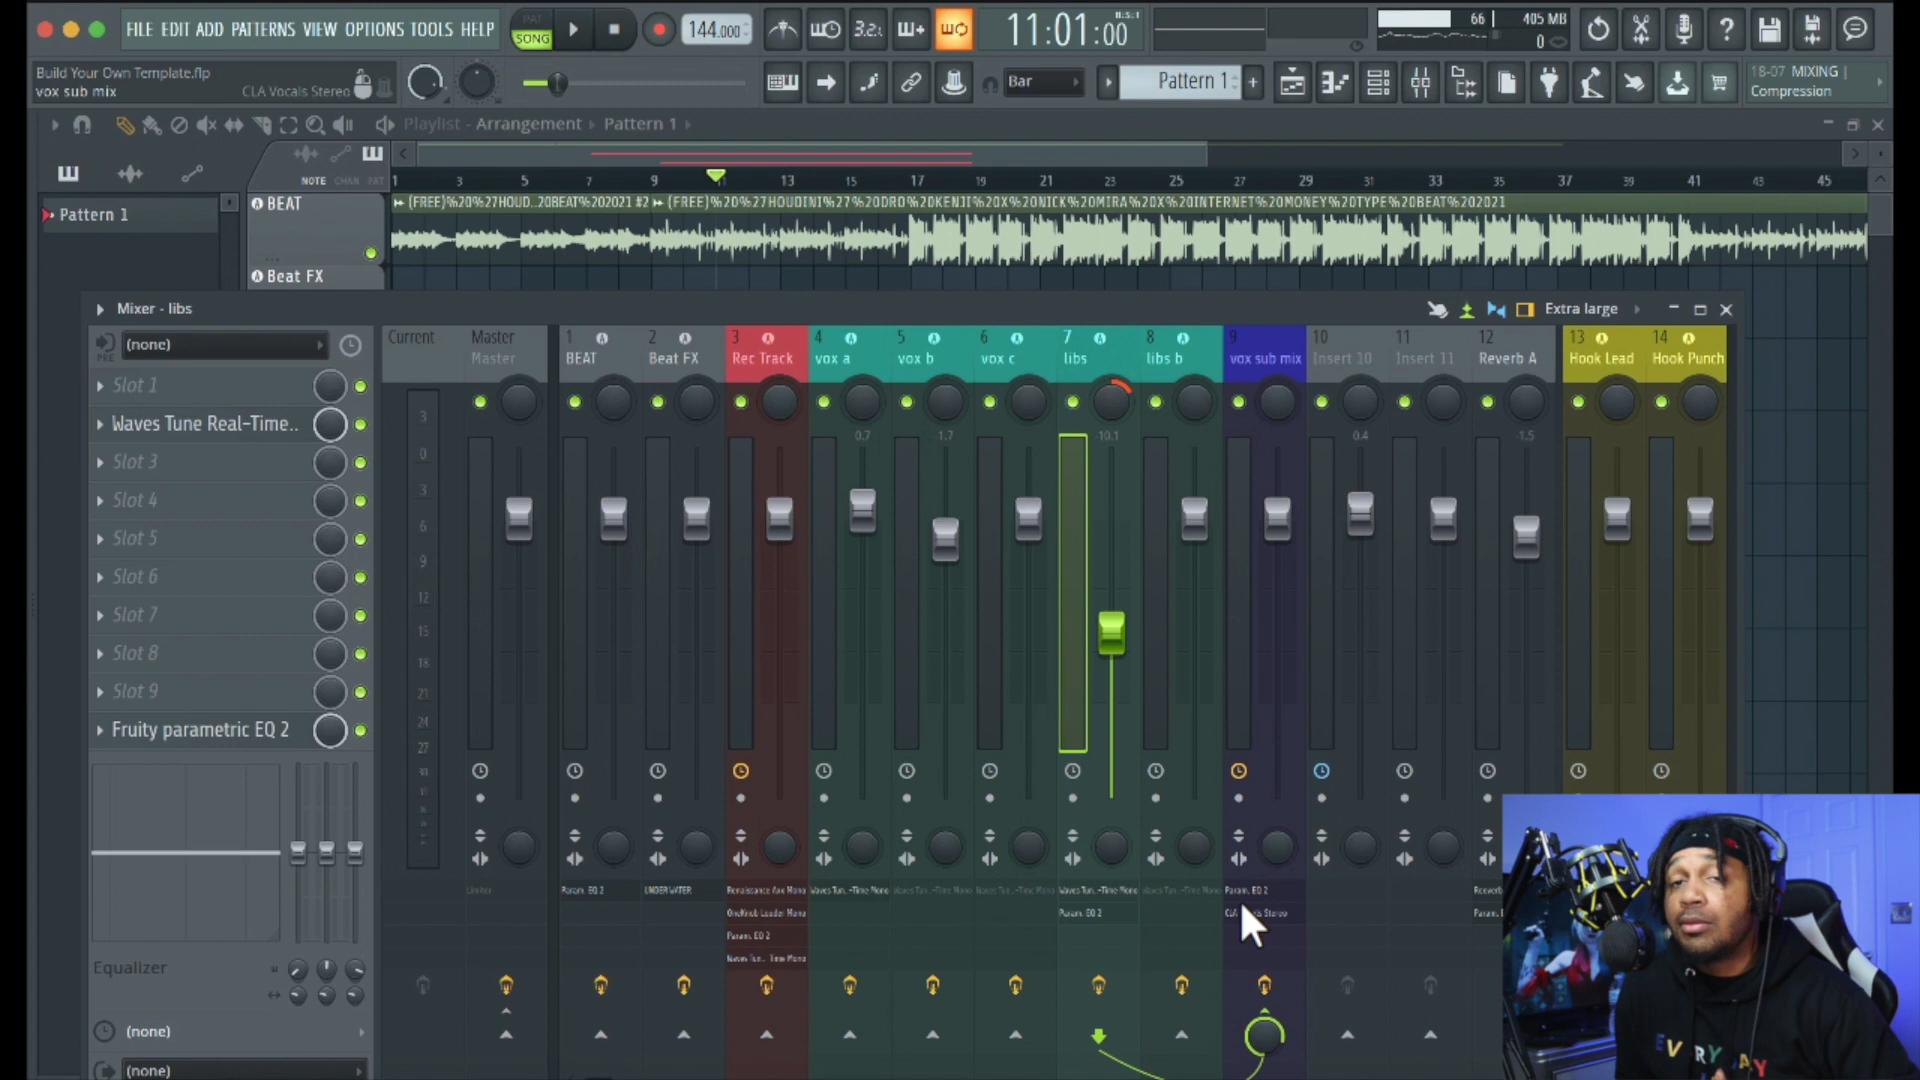 FILE EDIT ADD PATTERNS VIEW OPTIONS TOOLS HELP
PAT
SONG
144.000
3.2.
11:01:00
B:S:T
66
405 MB
0
Build Your Own Template.flp
vox sub mix
CLA Vocals Stereo
Bar
Pattern 1
18-07 MIXING |
Compression
Playlist - Arrangement Pattern 1
NOTE CHAN PAT
1 3 5 7 9 11 13 15 17 19 21 23 25 27 29 31 33 35 37 39 41 43 45
Pattern 1
BEAT
(FREE)%20%27HOUD..20BEAT%202021 #2
(FREE)%20%27HOUDINI%27%20DRO%20KENJI%20X%20NICK%20MIRA%20X%20INTERNET%20MONEY%20TYPE%20BEAT%202021
Beat FX
Mixer - libs
Extra large
(none)
PRE
Slot 1
Waves Tune Real-Time..
Slot 3
Slot 4
Slot 5
Slot 6
Slot 7
Slot 8
Slot 9
Fruity parametric EQ 2
Equalizer
(none)
(none)
Current
Master
Master
1
BEAT
2
Beat FX
3
Rec Track
4
vox a
5
vox b
6
vox c
7
libs
8
libs b
9
vox sub mix
10
Insert 10
11
Insert 11
12
Reverb A
13
Hook Lead
14
Hook Punch
0.7 -1.7 -10.1 0.4 -1.5
3
0
3
6
9
12
15
18
21
24
27
Limiter
Param. EQ 2
UNDERWATER
Renaissance Axx Mono
OneKnob Louder Mono
Param. EQ 2
Waves Tun.. Time Mono
Waves Tun..-Time Mono
Waves Tun..-Time Mono
Waves Tun..-Time Mono
Waves Tun..-Time Mono
Param. EQ 2
Waves Tun..-Time Mono
Param. EQ 2
EVERYDAY